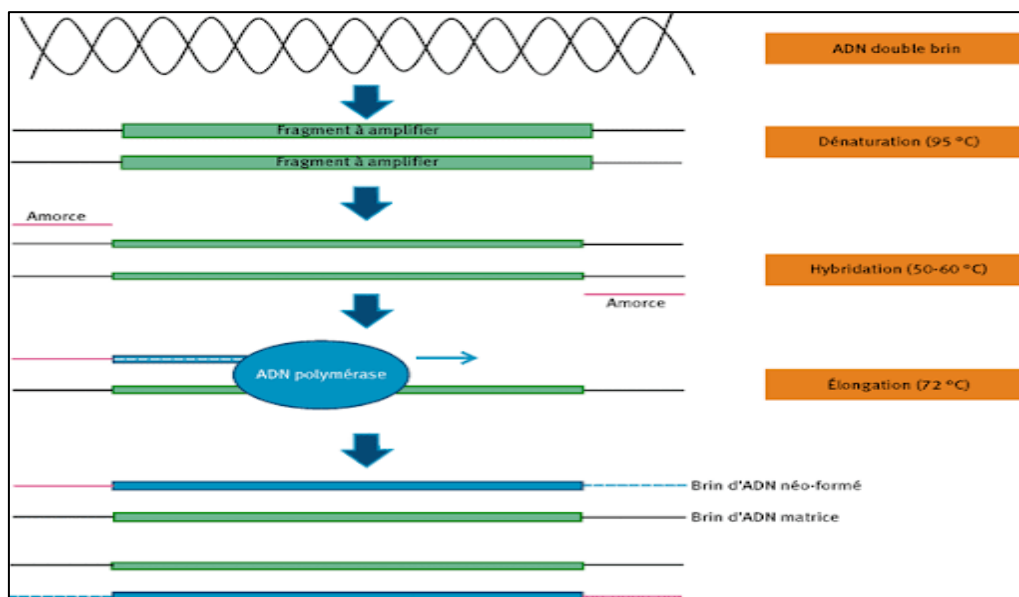 ADN double brin
Fragment à amplifier
Dénaturation (95 °C)
Fragment à amplifier
Amorce
Hybridation (50-60 °C)
Amorce
ADN polymérase
Élongation (72 °C)
Brin d'ADN néo-formé
Brin d'ADN matrice